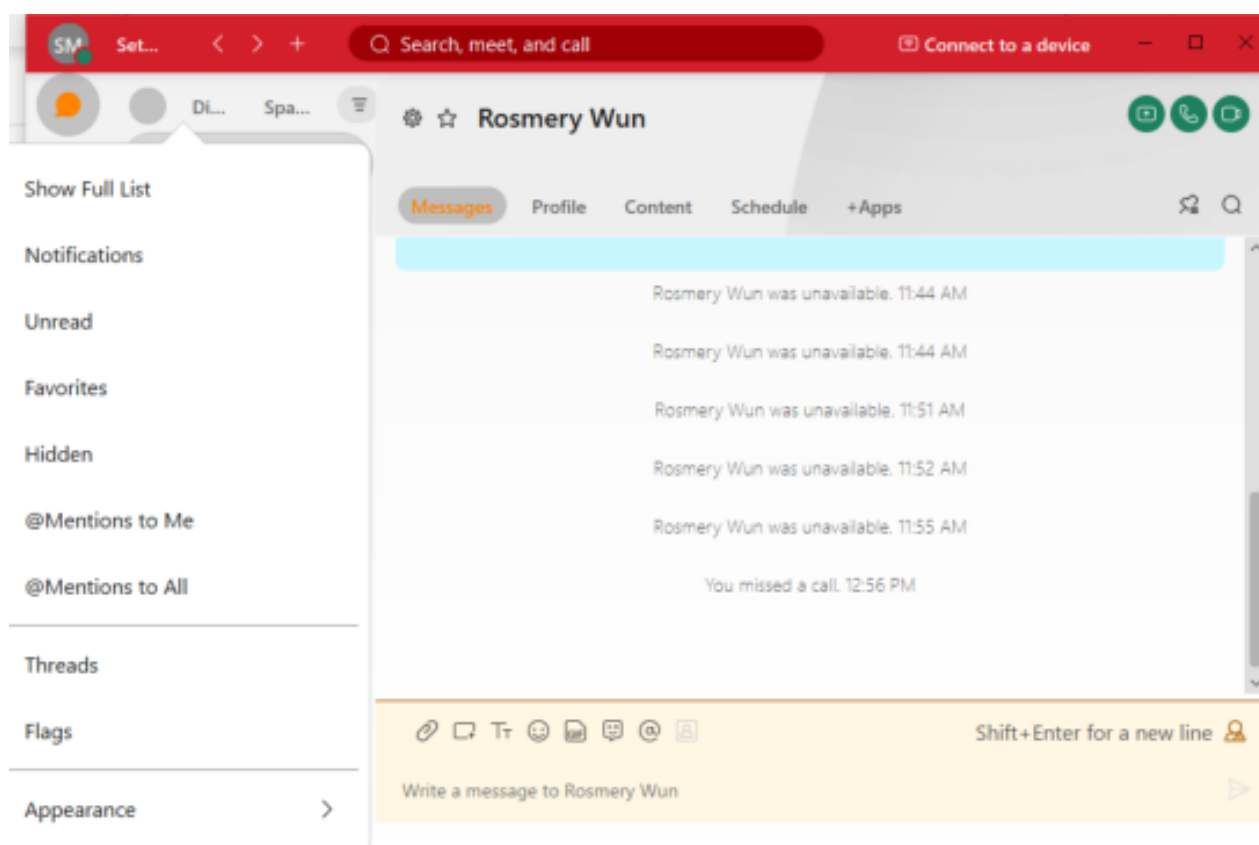 SM Set... Search, meet, and call Connect to a device
Di... Spa...
Rosmery Wun
Messages Profile Content Schedule +Apps
Show Full List
Notifications
Unread
Favorites
Hidden
@Mentions to Me
@Mentions to All
Threads
Flags
Appearance
Rosmery Wun was unavailable. 11:44 AM
Rosmery Wun was unavailable. 11:44 AM
Rosmery Wun was unavailable. 11:51 AM
Rosmery Wun was unavailable. 11:52 AM
Rosmery Wun was unavailable. 11:55 AM
You missed a call. 12:56 PM
Shift+Enter for a new line
Write a message to Rosmery Wun